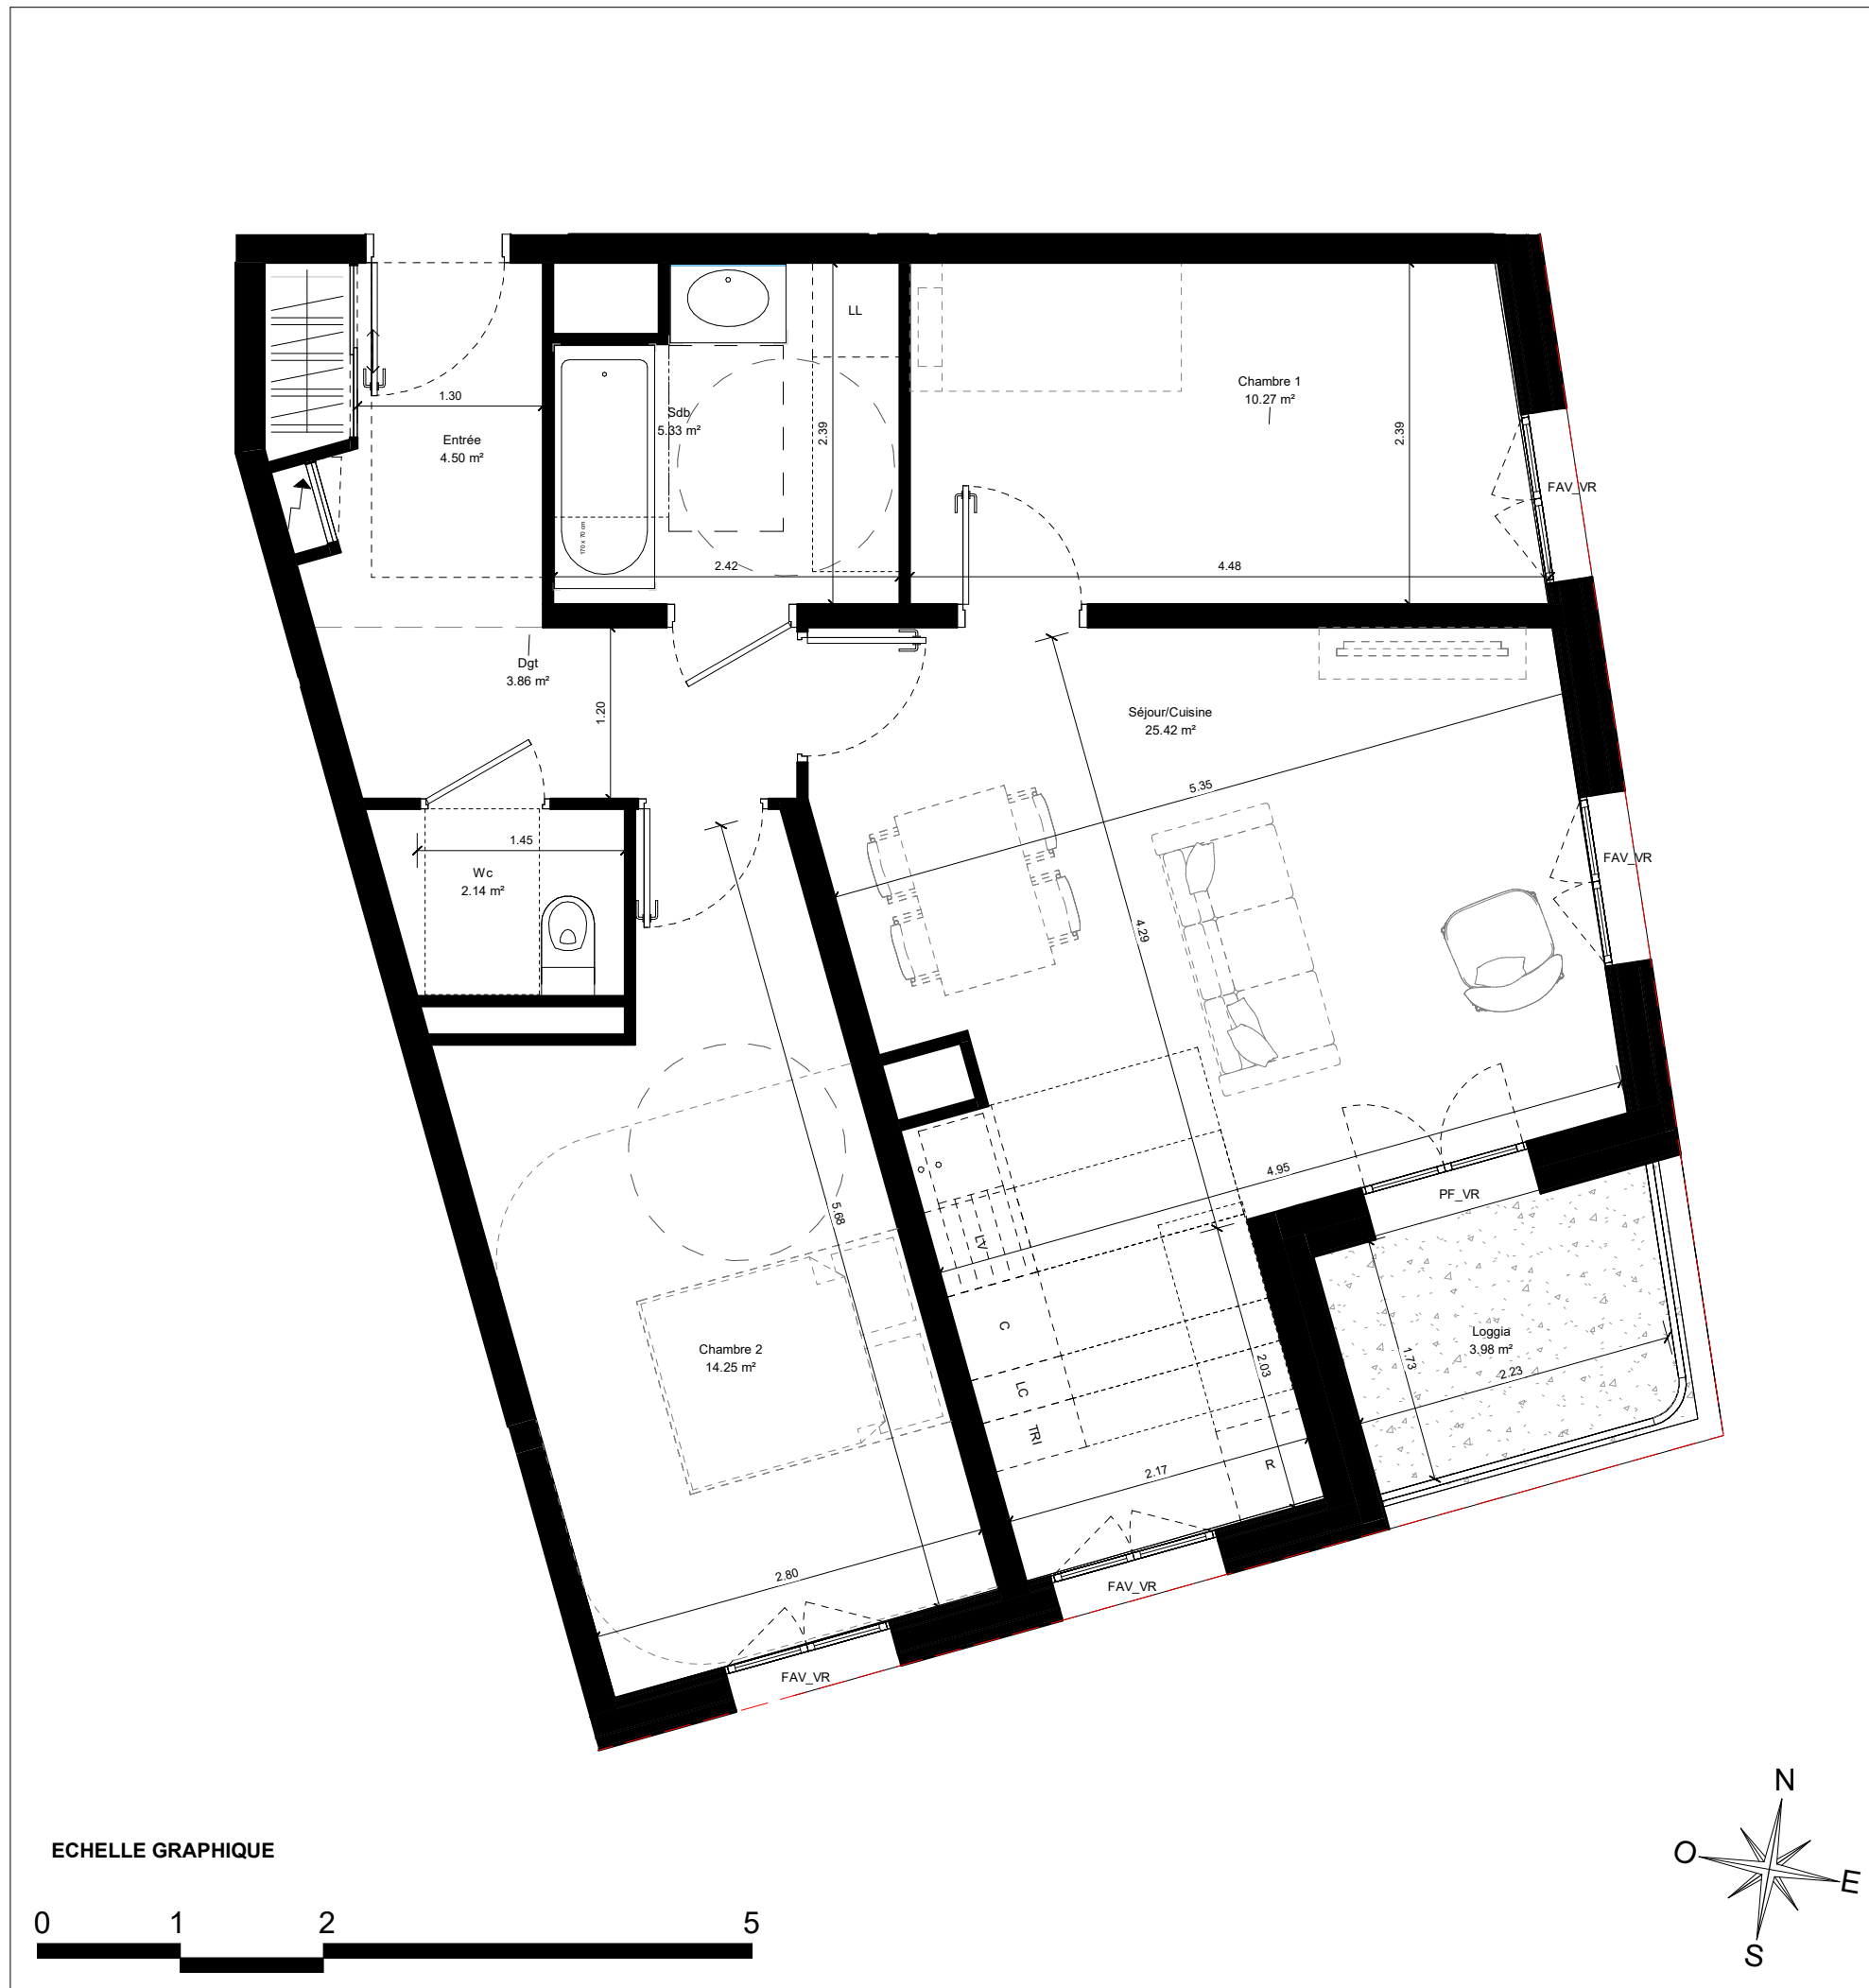 LL
Chambre 1
10.27 m²
1.30
Sdb
5.33 m²
2.39
2.39
Entrée
4.50 m²
FAV_VR
170 x 70 cm
2.42
4.48
Dgt
3.86 m²
1.20
Séjour/Cuisine
25.42 m²
5.35
1.45
Wc
2.14 m²
FAV_VR
4.29
4.95
PF_VR
5.68
LV
C
LC
TRI
Chambre 2
14.25 m²
2.03
Loggia
3.98 m²
1.73
2.23
2.17
R
2.80
FAV_VR
FAV_VR
N
O
E
S
ECHELLE GRAPHIQUE
0 1 2 5